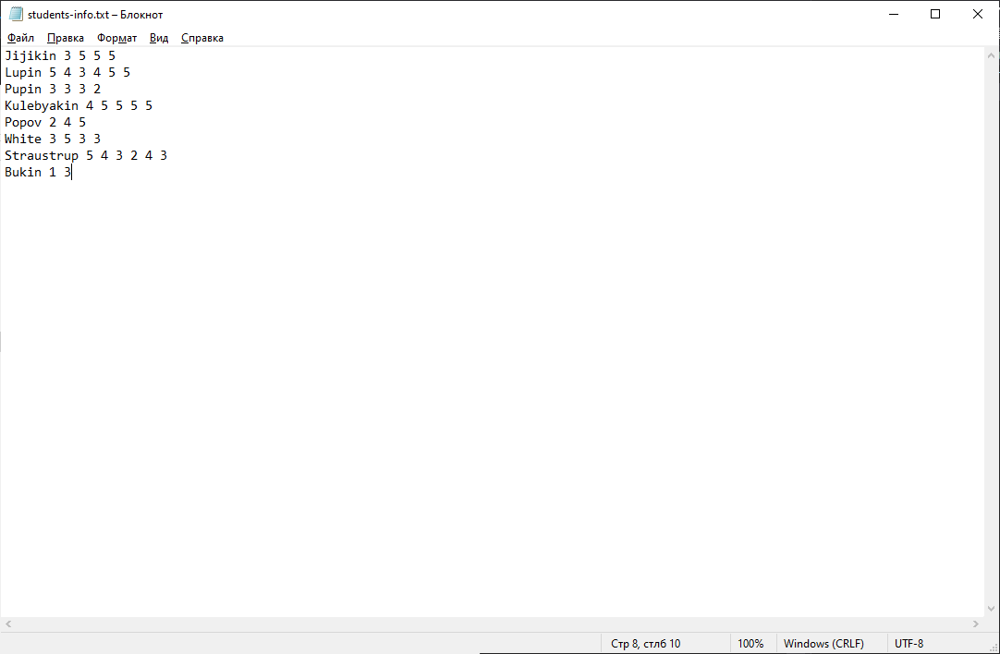 students-info.txt – Блокнот
Файл Правка Формат Вид Справка
Jijikin 3 5 5 5
Lupin 5 4 3 4 5 5
Pupin 3 3 3 2
Kulebyakin 4 5 5 5 5
Popov 2 4 5
White 3 5 3 3
Straustrup 5 4 3 2 4 3
Bukin 1 3
Стр 8, стлб 10 100% Windows (CRLF) UTF-8